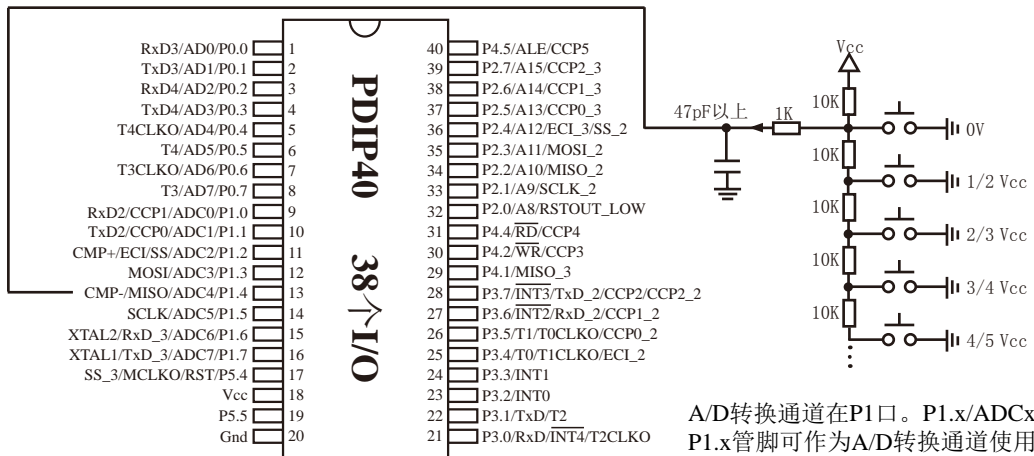 RxD3/AD0/P0.0 1
TxD3/AD1/P0.1 2
RxD4/AD2/P0.2 3
TxD4/AD3/P0.3 4
T4CLKO/AD4/P0.4 5
T4/AD5/P0.5 6
T3CLKO/AD6/P0.6 7
T3/AD7/P0.7 8
RxD2/CCP1/ADC0/P1.0 9
TxD2/CCP0/ADC1/P1.1 10
CMP+/ECI/SS/ADC2/P1.2 11
MOSI/ADC3/P1.3 12
CMP-/MISO/ADC4/P1.4 13
SCLK/ADC5/P1.5 14
XTAL2/RxD_3/ADC6/P1.6 15
XTAL1/TxD_3/ADC7/P1.7 16
SS_3/MCLKO/RST/P5.4 17
Vcc 18
P5.5 19
Gnd 20
PDIP40 38个I/O
40 P4.5/ALE/CCP5
39 P2.7/A15/CCP2_3
38 P2.6/A14/CCP1_3
37 P2.5/A13/CCP0_3
36 P2.4/A12/ECI_3/SS_2
35 P2.3/A11/MOSI_2
34 P2.2/A10/MISO_2
33 P2.1/A9/SCLK_2
32 P2.0/A8/RSTOUT_LOW
31 P4.4/RD/CCP4
30 P4.2/WR/CCP3
29 P4.1/MISO_3
28 P3.7/INT3/TxD_2/CCP2/CCP2_2
27 P3.6/INT2/RxD_2/CCP1_2
26 P3.5/T1/T0CLKO/CCP0_2
25 P3.4/T0/T1CLKO/ECI_2
24 P3.3/INT1
23 P3.2/INT0
22 P3.1/TxD/T2
21 P3.0/RxD/INT4/T2CLKO
47pF以上
1K
Vcc
10K
0V
10K
1/2 Vcc
10K
2/3 Vcc
10K
3/4 Vcc
10K
4/5 Vcc
A/D转换通道在P1口。P1.x/ADCx
P1.x管脚可作为A/D转换通道使用